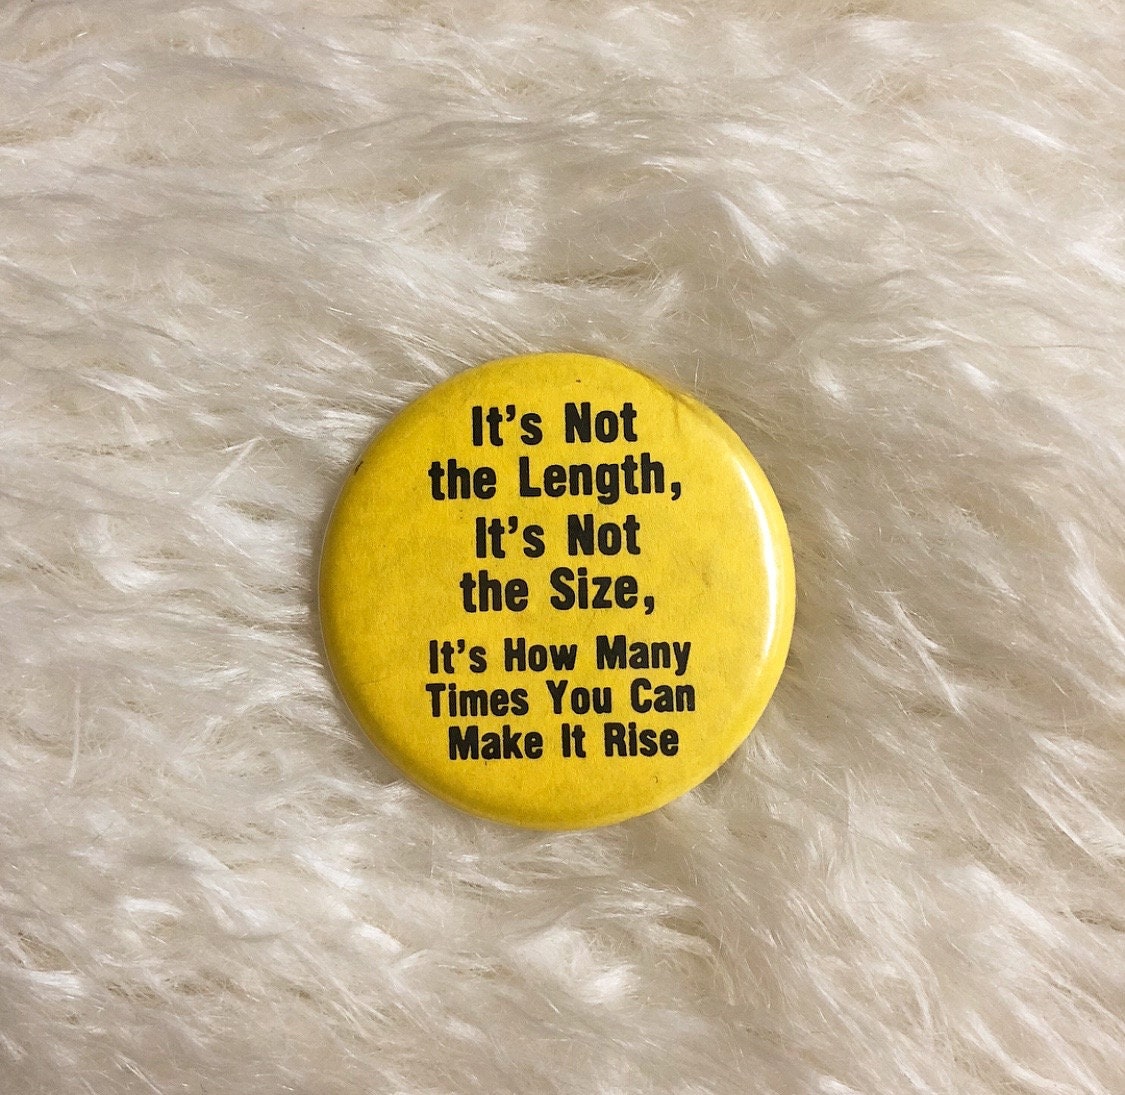 It's Not
the Length,
It's Not
the Size,
It's How Many
Times You Can
Make It Rise